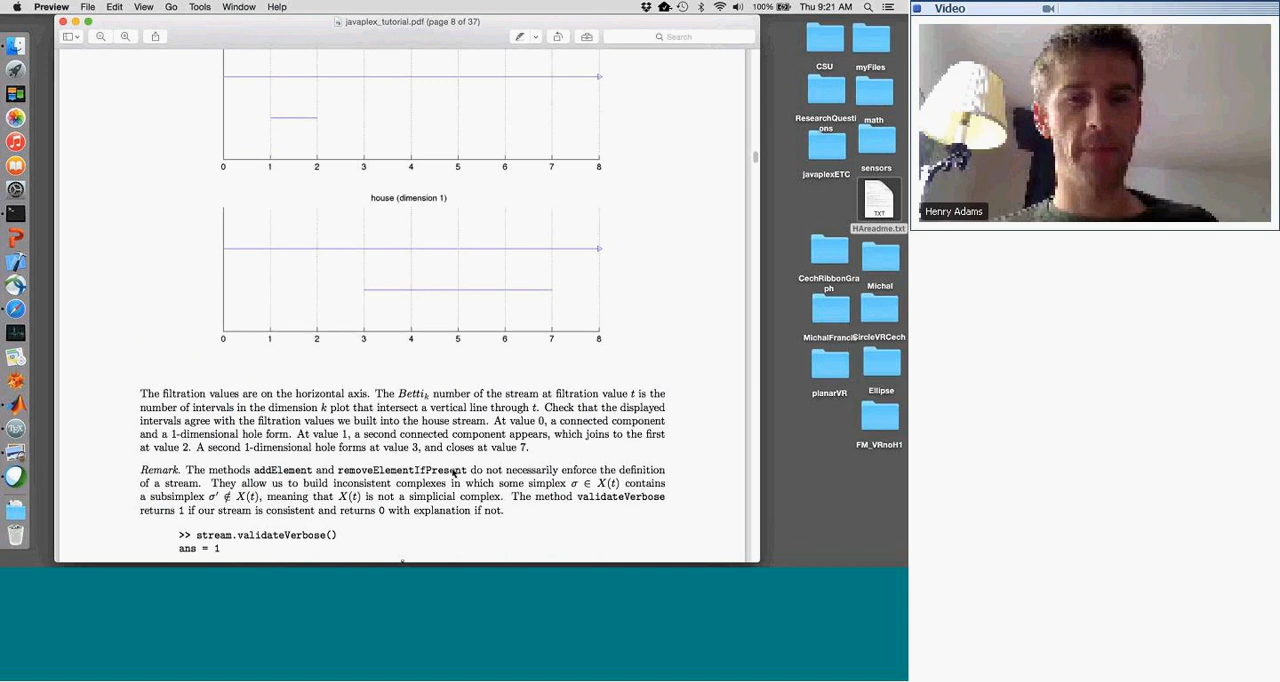 Preview File Edit View Go Tools Window Help
100% Thu 9:21 AM
javaplex_tutorial.pdf (page 8 of 37)
Search
0 1 2 3 4 5 6 7 8
house (dimension 1)
0 1 2 3 4 5 6 7 8
The filtration values are on the horizontal axis. The Bettiₖ number of the stream at filtration value t is the
number of intervals in the dimension k plot that intersect a vertical line through t. Check that the displayed
intervals agree with the filtration values we built into the house stream. At value 0, a connected component
and a 1-dimensional hole form. At value 1, a second connected component appears, which joins to the first
at value 2. A second 1-dimensional hole forms at value 3, and closes at value 7.
Remark. The methods addElement and removeElementIfPresent do not necessarily enforce the definition
of a stream. They allow us to build inconsistent complexes in which some simplex σ ∈ X(t) contains
a subsimplex σ′ ∉ X(t), meaning that X(t) is not a simplicial complex. The method validateVerbose
returns 1 if our stream is consistent and returns 0 with explanation if not.
>> stream.validateVerbose()
ans = 1
8
CSU
myFiles
ResearchQuesti
ons
math
javaplexETC
sensors
TXT
HAreadme.txt
CechRibbonGra
ph
Michal
MichalFrancis
CircleVRCech
planarVR
Ellipse
FM_VRnoH1
Video
Henry Adams